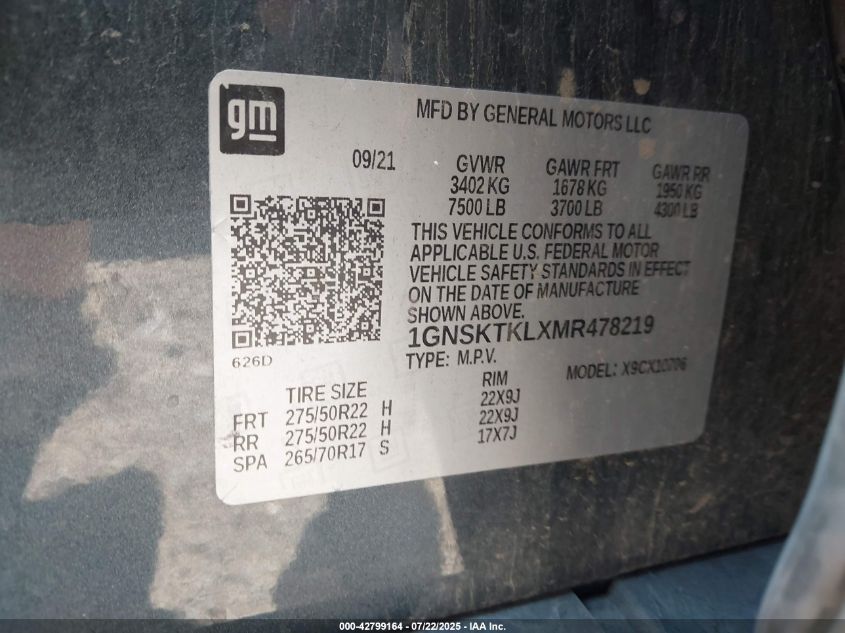 gm
MFD BY GENERAL MOTORS LLC
09/21 GVWR GAWR FRT GAWR RR
3402 KG 1678 KG 1950 KG
7500 LB 3700 LB 4300 LB
THIS VEHICLE CONFORMS TO ALL
APPLICABLE U.S. FEDERAL MOTOR
VEHICLE SAFETY STANDARDS IN EFFECT
ON THE DATE OF MANUFACTURE
SHOWN ABOVE.
1GNSKTKLXMR478219
626D
TYPE: M.P.V. MODEL: X9CX10706
TIRE SIZE RIM
FRT 275/50R22 H 22X9J
RR 275/50R22 H 22X9J
SPA 265/70R17 S 17X7J
000-42799164 - 07/22/2025 - IAA Inc.